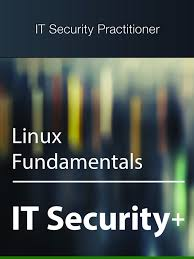 IT Security Practitioner
Linux
Fundamentals
IT Security+